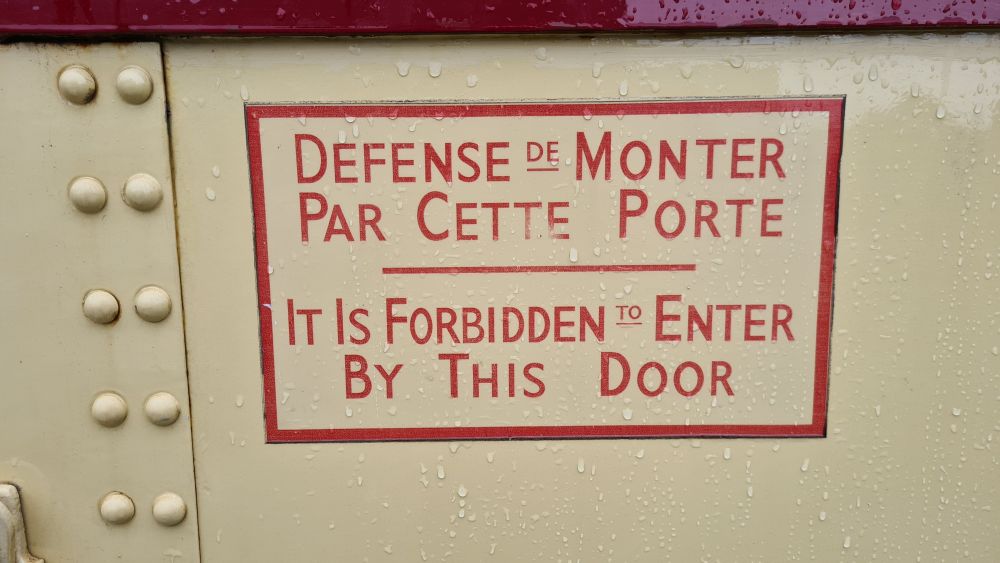 DEFENSE DE MONTER
PAR CETTE PORTE
IT IS FORBIDDEN TO ENTER
BY THIS DOOR